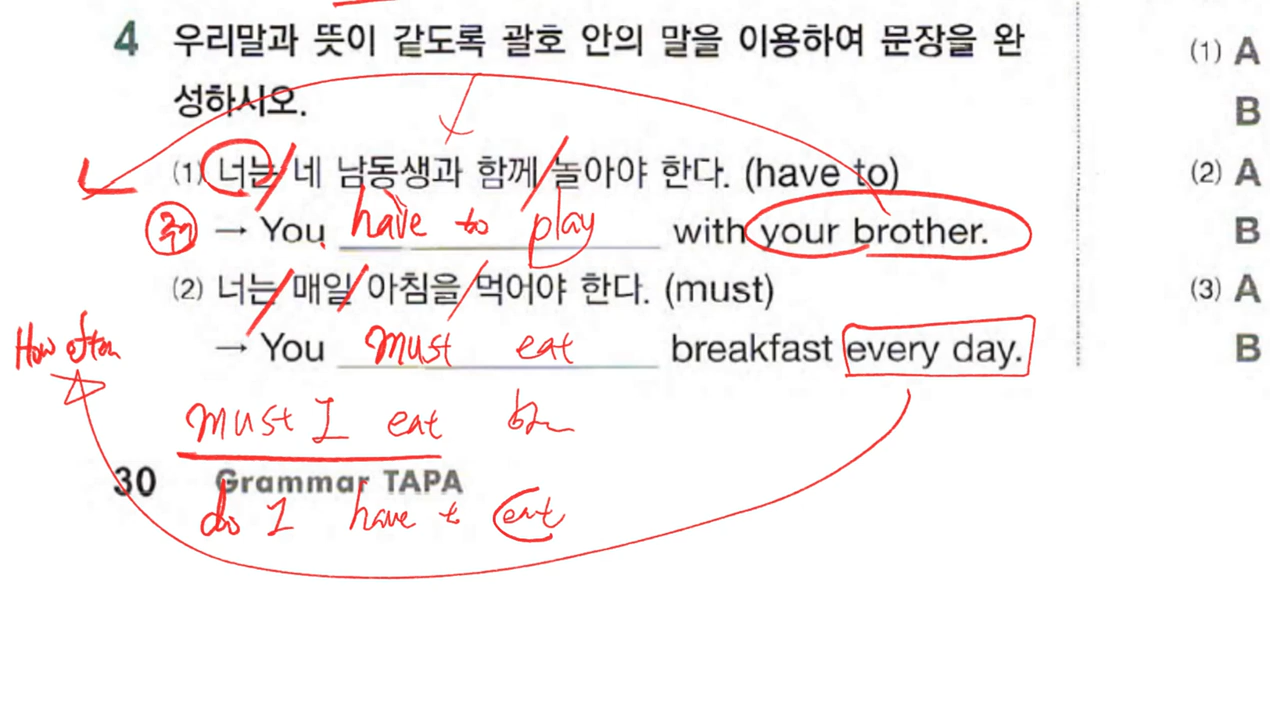 4 우리말과 뜻이 같도록 괄호 안의 말을 이용하여 문장을 완
성하시오.
(1) 너는 네 남동생과 함께 놀아야 한다. (have to)
→ You have to play with your brother.
(2) 너는 매일 아침을 먹어야 한다. (must)
How often
→ You must eat breakfast every day.
must I eat
30 Grammar TAPA
do I have to eat
(1) A
B
(2) A
B
(3) A
B